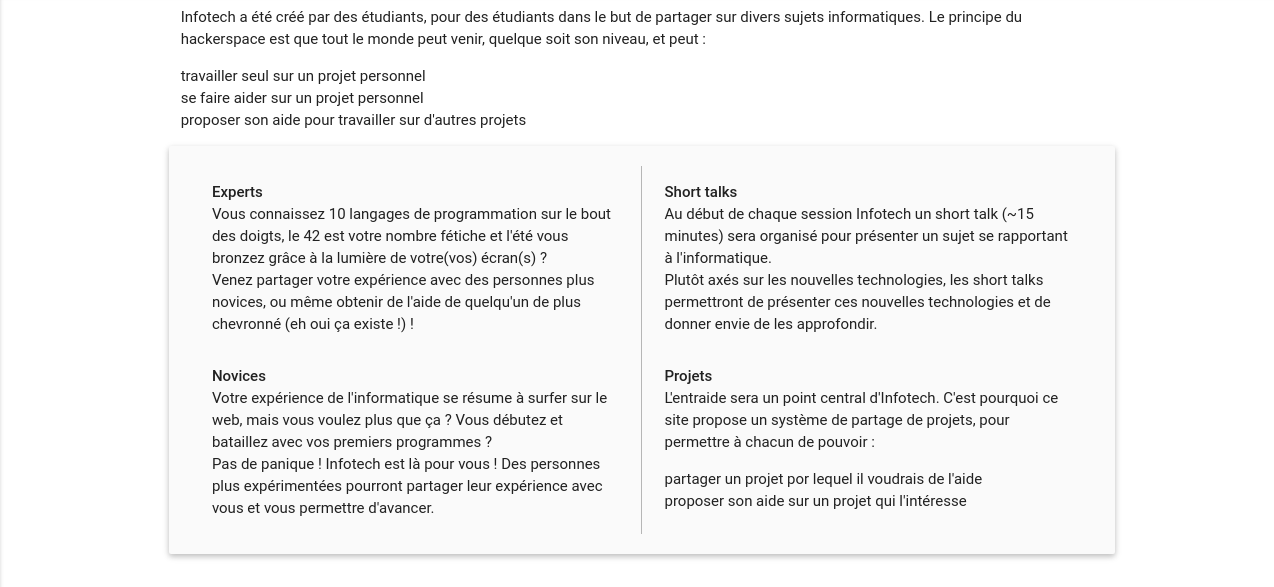 Infotech a été créé par des étudiants, pour des étudiants dans le but de partager sur divers sujets informatiques. Le principe du
hackerspace est que tout le monde peut venir, quelque soit son niveau, et peut :
travailler seul sur un projet personnel
se faire aider sur un projet personnel
proposer son aide pour travailler sur d'autres projets
Experts
Vous connaissez 10 langages de programmation sur le bout
des doigts, le 42 est votre nombre fétiche et l'été vous
bronzez grâce à la lumière de votre(vos) écran(s) ?
Venez partager votre expérience avec des personnes plus
novices, ou même obtenir de l'aide de quelqu'un de plus
chevronné (eh oui ça existe !) !
Novices
Votre expérience de l'informatique se résume à surfer sur le
web, mais vous voulez plus que ça ? Vous débutez et
bataillez avec vos premiers programmes ?
Pas de panique ! Infotech est là pour vous ! Des personnes
plus expérimentées pourront partager leur expérience avec
vous et vous permettre d'avancer.
Short talks
Au début de chaque session Infotech un short talk (~15
minutes) sera organisé pour présenter un sujet se rapportant
à l'informatique.
Plutôt axés sur les nouvelles technologies, les short talks
permettront de présenter ces nouvelles technologies et de
donner envie de les approfondir.
Projets
L'entraide sera un point central d'Infotech. C'est pourquoi ce
site propose un système de partage de projets, pour
permettre à chacun de pouvoir :
partager un projet por lequel il voudrais de l'aide
proposer son aide sur un projet qui l'intéresse